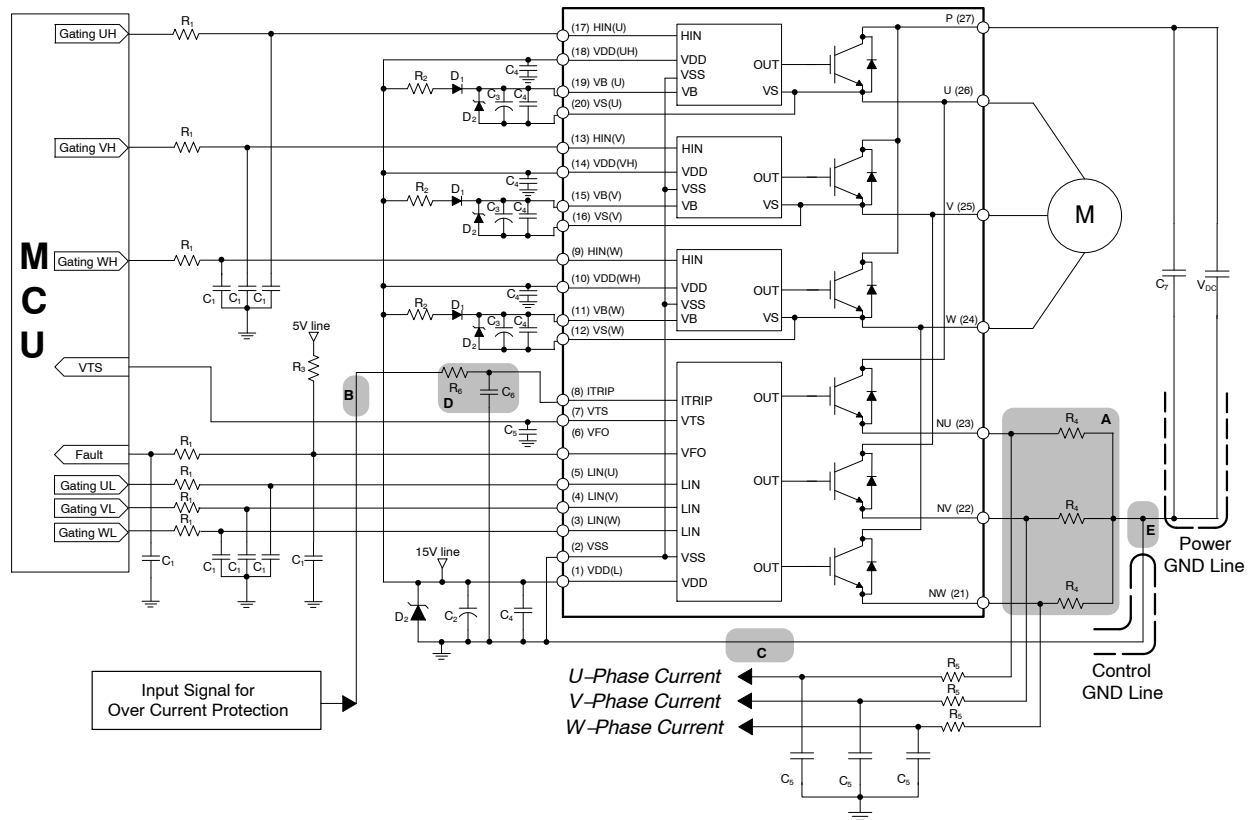 MCU
Gating UH
R1
Gating VH
R1
Gating WH
R1
C1
C1
C1
5V line
R3
VTS
Fault
R1
Gating UL
R1
Gating VL
R1
Gating WL
R1
C1
C1
C1
C1
C1
15V line
D2
C2
C4
R2
D1
C4
C3
C4
D2
R2
D1
C4
C3
C4
D2
R2
D1
C4
C3
C4
D2
B
R6
D
C6
C5
(17) HIN(U)
(18) VDD(UH)
(19) VB (U)
(20) VS(U)
(13) HIN(V)
(14) VDD(VH)
(15) VB(V)
(16) VS(V)
(9) HIN(W)
(10) VDD(WH)
(11) VB(W)
(12) VS(W)
(8) ITRIP
(7) VTS
(6) VFO
(5) LIN(U)
(4) LIN(V)
(3) LIN(W)
(2) VSS
(1) VDD(L)
HIN
VDD
VSS
VB
OUT
VS
HIN
VDD
VSS
VB
OUT
VS
HIN
VDD
VSS
VB
OUT
VS
ITRIP
VTS
VFO
LIN
LIN
LIN
VSS
VDD
OUT
OUT
OUT
P (27)
U (26)
V (25)
W (24)
NU (23)
NV (22)
NW (21)
M
C7
VDC
R4
A
R4
R4
E
Power
GND Line
Control
GND Line
C
Input Signal for
Over Current Protection
U–Phase Current
R5
V–Phase Current
R5
W–Phase Current
R5
C5
C5
C5